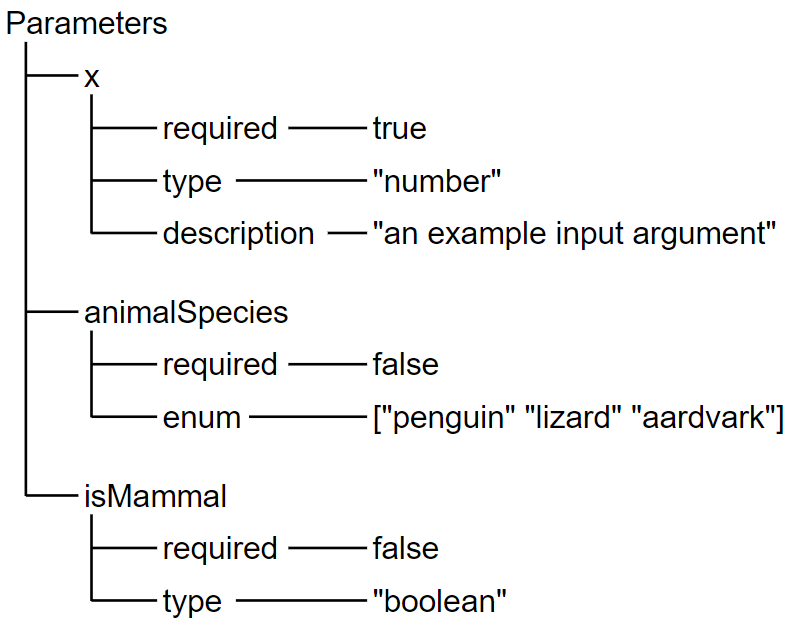 Parameters
x
required true
type "number"
description "an example input argument"
animalSpecies
required false
enum ["penguin" "lizard" "aardvark"]
isMammal
required false
type "boolean"